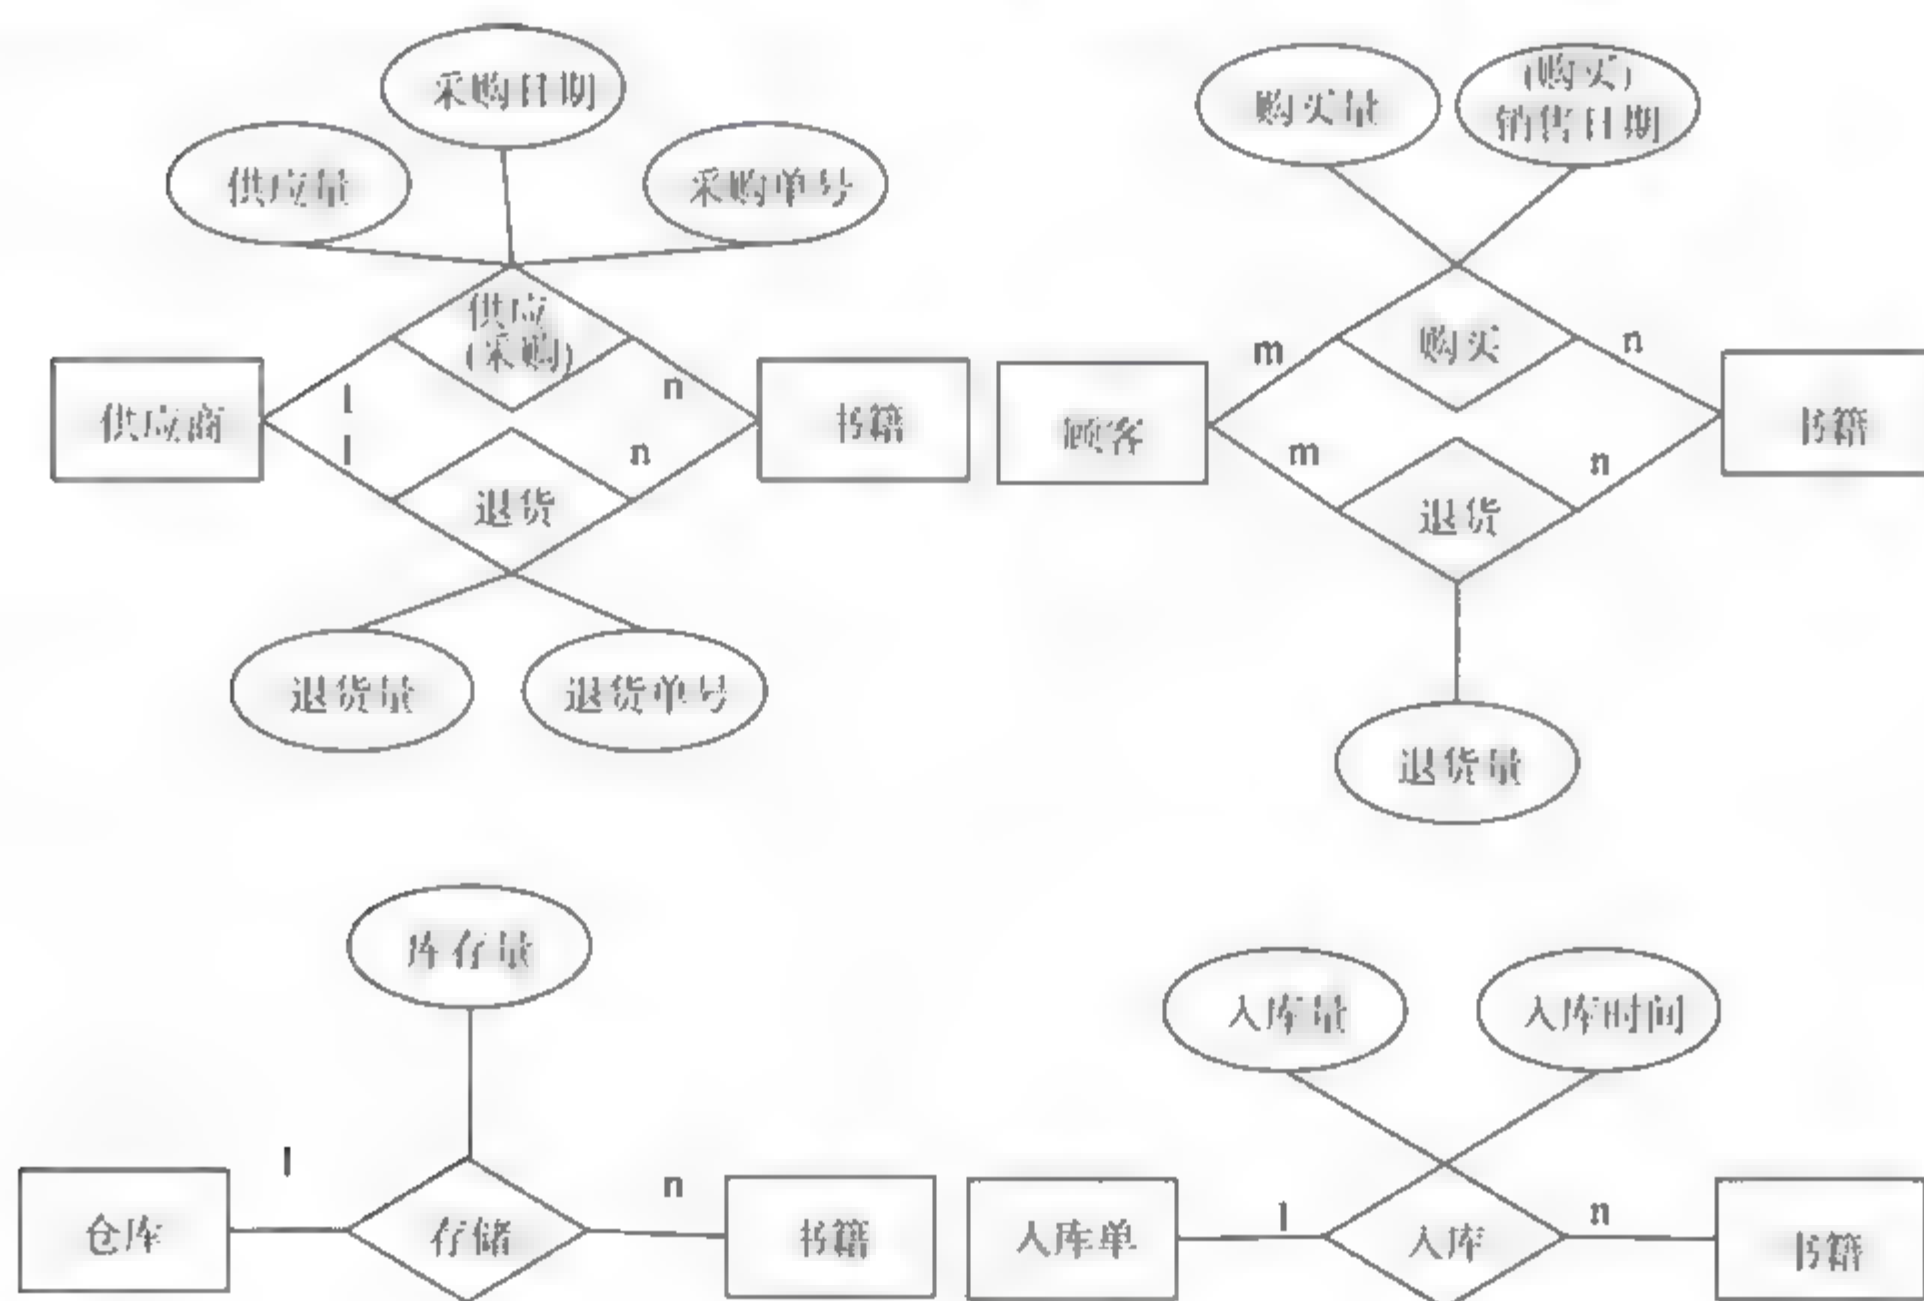 采购日期
供应量
采购单号
供应
(采购)
供应商
1
n
1
n
书籍
退货
退货量
退货单号
购买量
(购买)
销售日期
购买
m
n
顾客
m
n
书籍
退货
退货量
库存量
仓库
1
存储
n
书籍
入库量
入库时间
入库单
1
入库
n
书籍